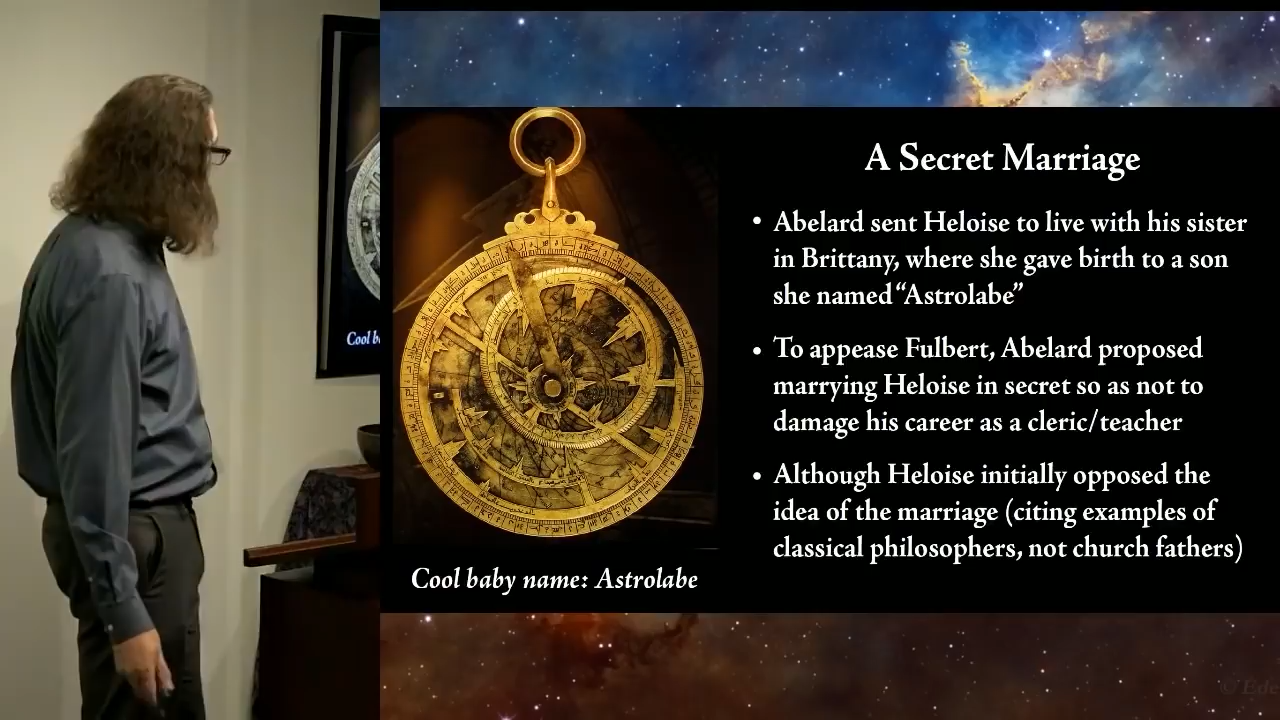 A Secret Marriage
• Abelard sent Heloise to live with his sister
in Brittany, where she gave birth to a son
she named “Astrolabe”
• To appease Fulbert, Abelard proposed
marrying Heloise in secret so as not to
damage his career as a cleric/teacher
• Although Heloise initially opposed the
idea of the marriage (citing examples of
classical philosophers, not church fathers)
Cool baby name: Astrolabe
Cool